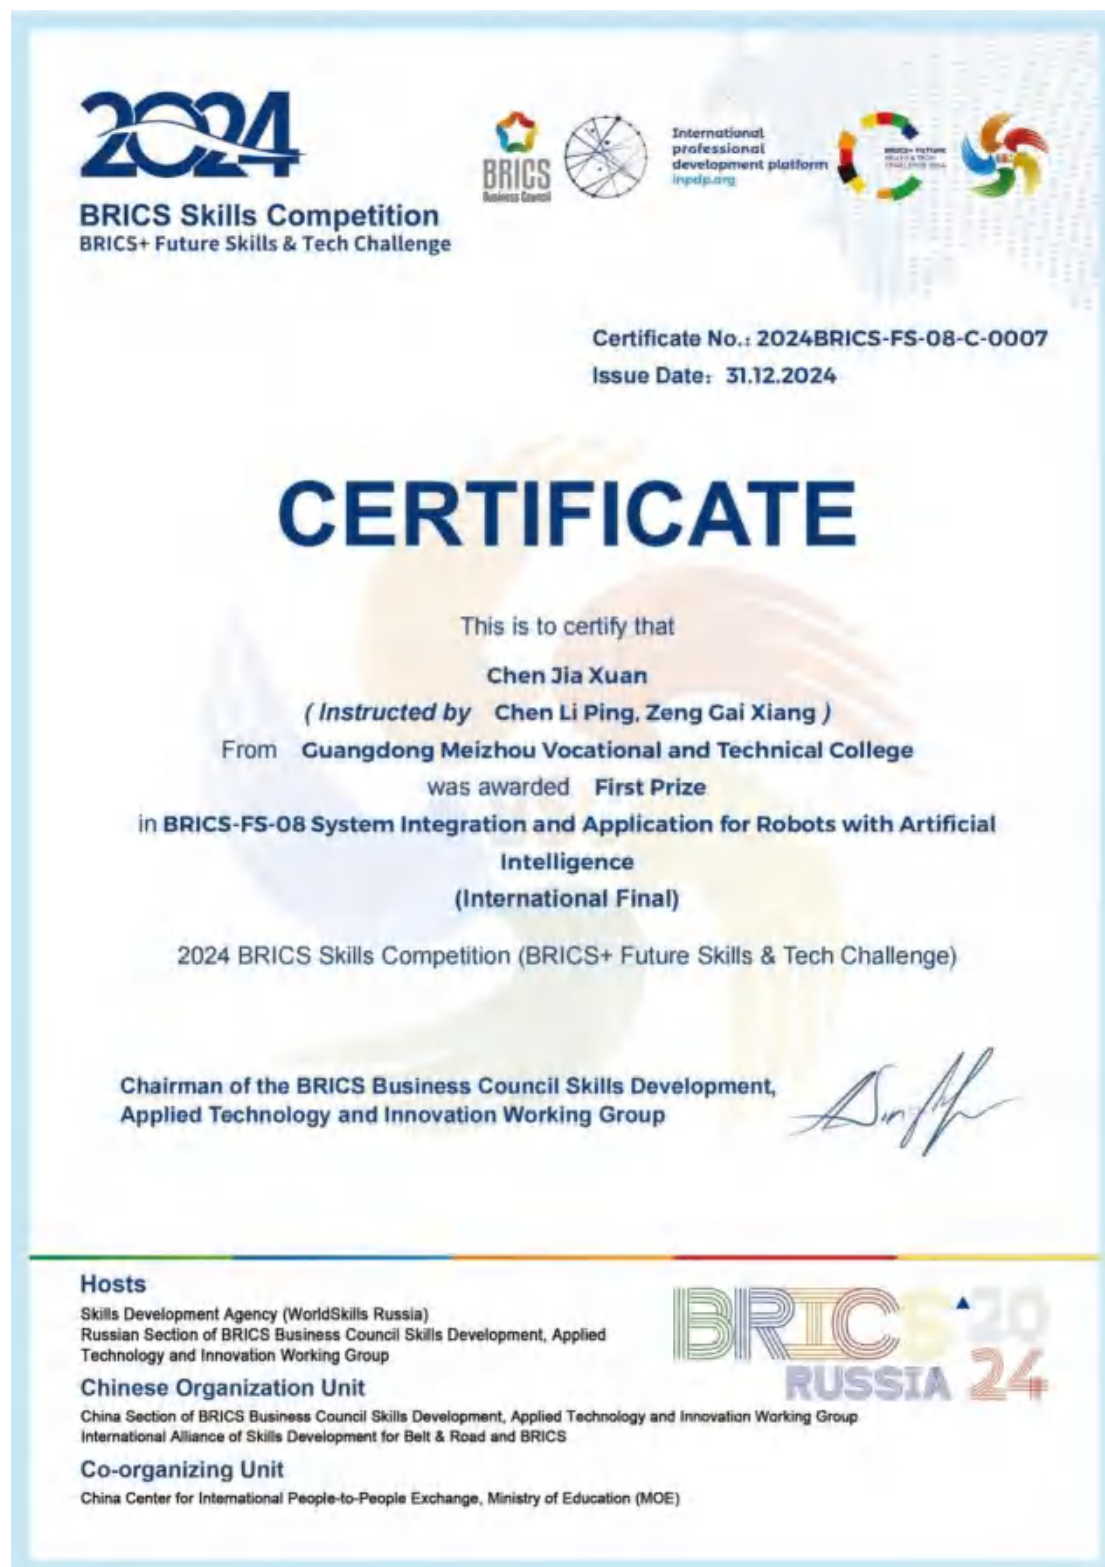 2024
BRICS Skills Competition
BRICS+ Future Skills & Tech Challenge
BRICS
Business Council
International
professional
development platform
inpdp.org
BRICS+ FUTURE
SKILLS & TECH
CHALLENGE 2024
Certificate No.: 2024BRICS-FS-08-C-0007
Issue Date: 31.12.2024
CERTIFICATE
This is to certify that
Chen Jia Xuan
( Instructed by Chen Li Ping, Zeng Gai Xiang )
From Guangdong Meizhou Vocational and Technical College
was awarded First Prize
in BRICS-FS-08 System Integration and Application for Robots with Artificial
Intelligence
(International Final)
2024 BRICS Skills Competition (BRICS+ Future Skills & Tech Challenge)
Chairman of the BRICS Business Council Skills Development,
Applied Technology and Innovation Working Group
Hosts
Skills Development Agency (WorldSkills Russia)
Russian Section of BRICS Business Council Skills Development, Applied
Technology and Innovation Working Group
BRICS 20
RUSSIA 24
Chinese Organization Unit
China Section of BRICS Business Council Skills Development, Applied Technology and Innovation Working Group
International Alliance of Skills Development for Belt & Road and BRICS
Co-organizing Unit
China Center for International People-to-People Exchange, Ministry of Education (MOE)